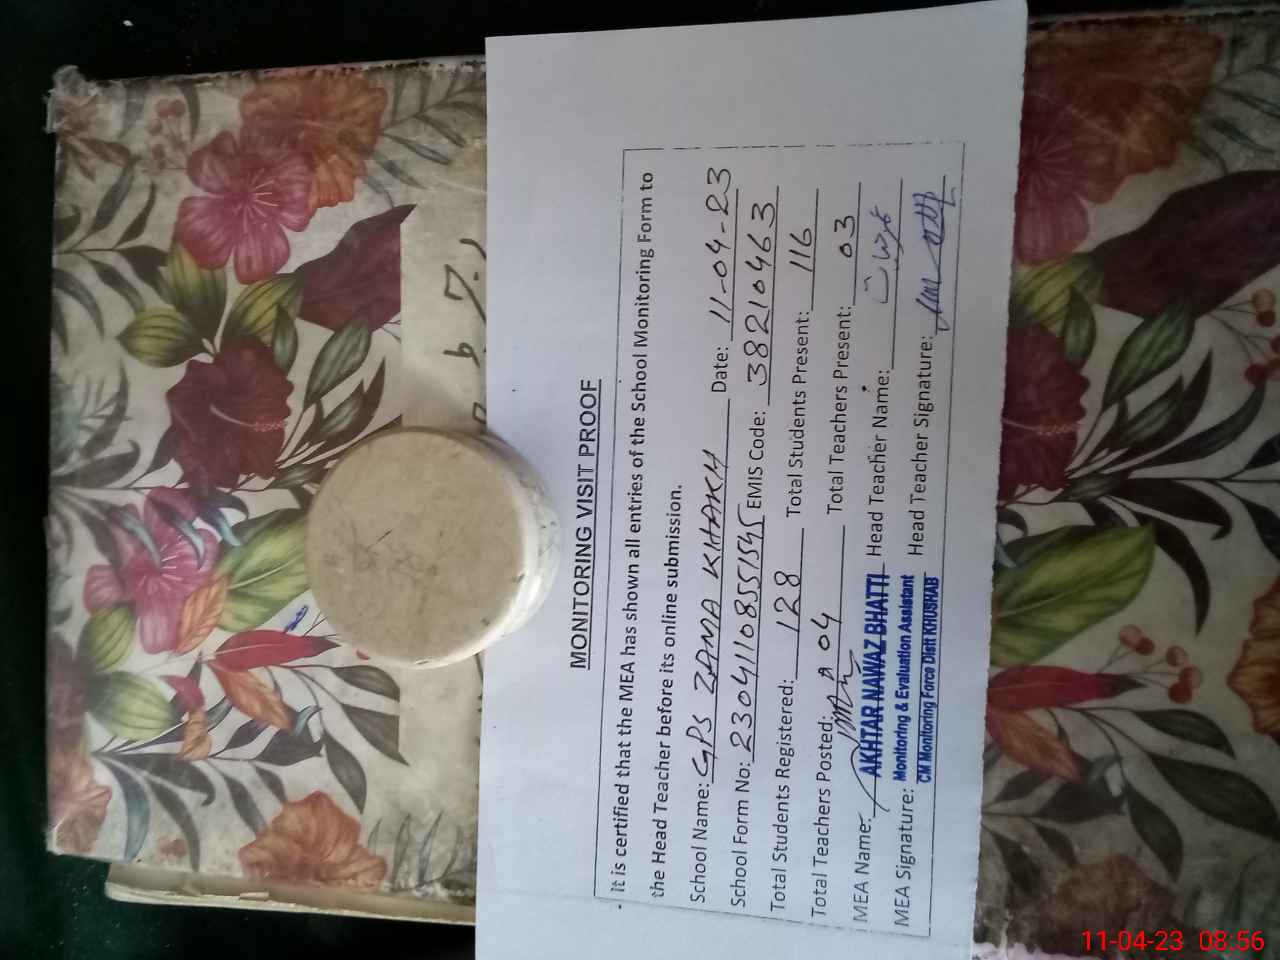 MONITORING VISIT PROOF
It is certified that the MEA has shown all entries of the School Monitoring Form to
the Head Teacher before its online submission.
School Name: GPS ZAMA KHAKH Date: 11-04-23
School Form No: 23041108551545 EMIS Code: 38210463
Total Students Registered: 128 Total Students Present: 116
Total Teachers Posted: 04 Total Teachers Present: 03
MEA Name: AKHTAR NAWAZ BHATTI Head Teacher Name:
Monitoring & Evaluation Assistant
MEA Signature: CM Monitoring Force Distt KHUSHAB Head Teacher Signature:
11-04-23 08:56